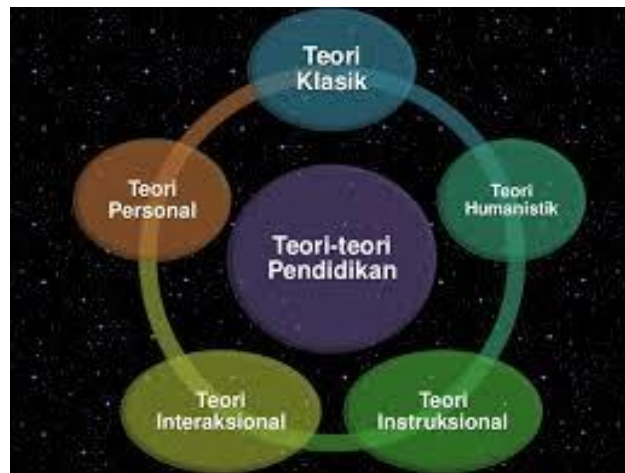 Teori
Klasik
Teori
Personal
Teori
Humanistik
Teori-teori
Pendidikan
Teori
Interaksional
Teori
Instruksional